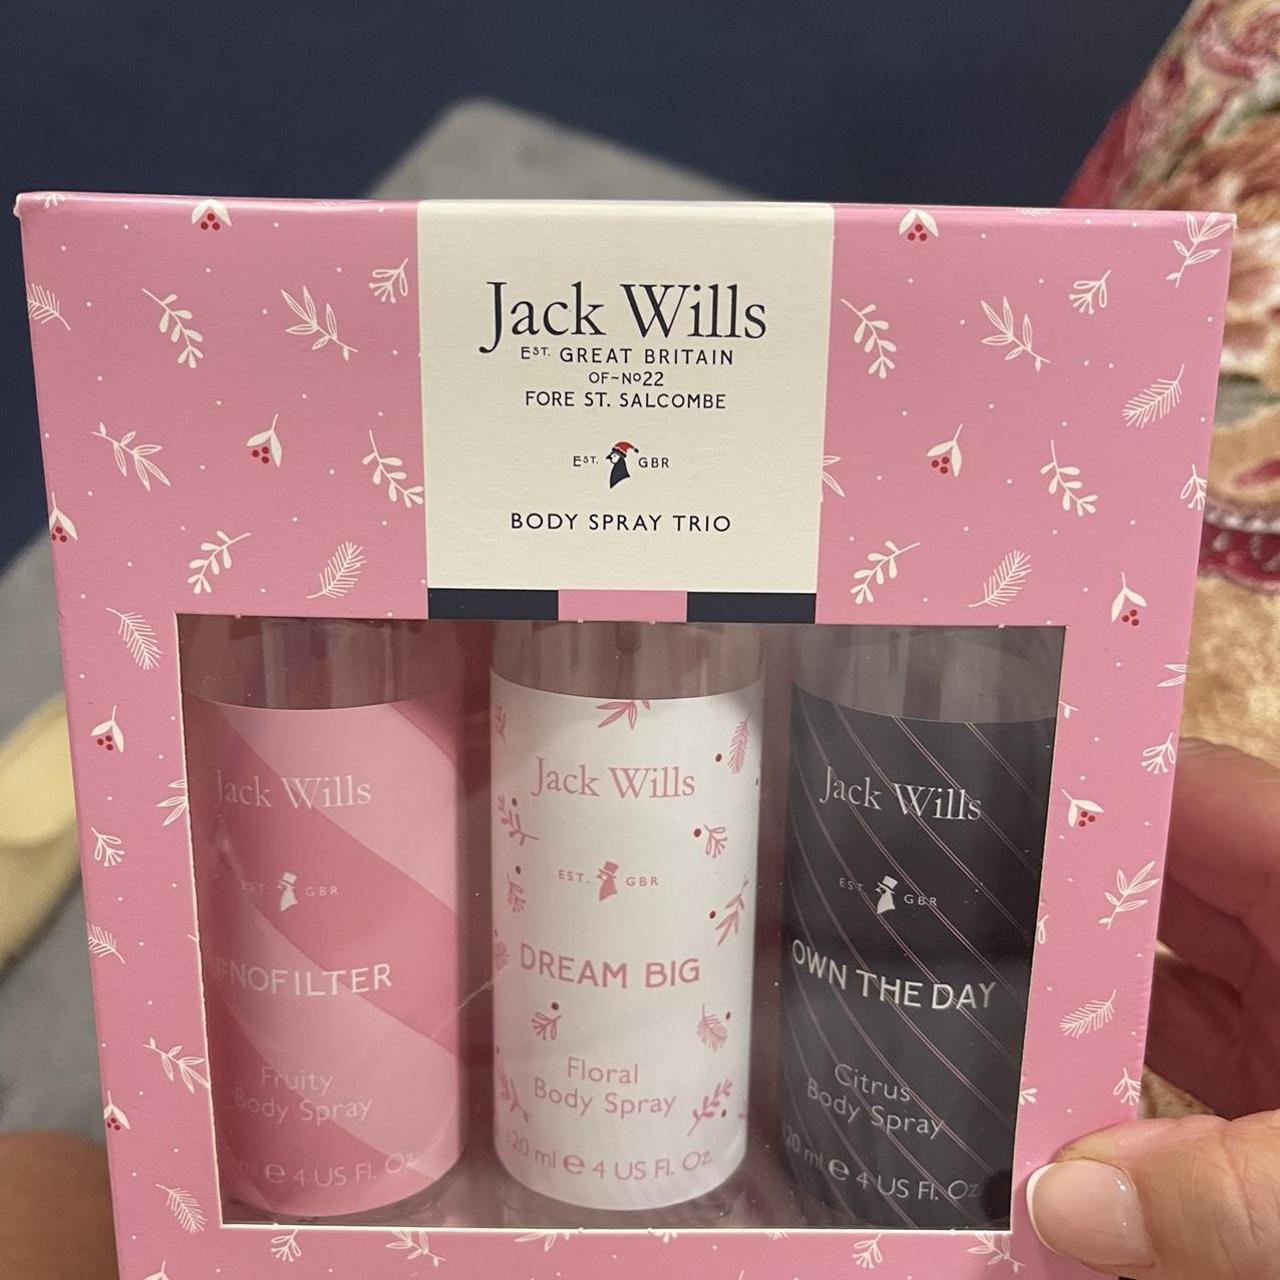 Jack Wills
EST. GREAT BRITAIN
OF~No22
FORE ST. SALCOMBE
EST. GBR
BODY SPRAY TRIO
Jack Wills
EST. GBR
#NOFILTER
Fruity
Body Spray
ml e 4 US Fl. Oz
Jack Wills
EST. GBR
DREAM BIG
Floral
Body Spray
120 ml e 4 US Fl. Oz
Jack Wills
EST. GBR
OWN THE DAY
Citrus
Body Spray
120 ml e 4 US Fl. Oz